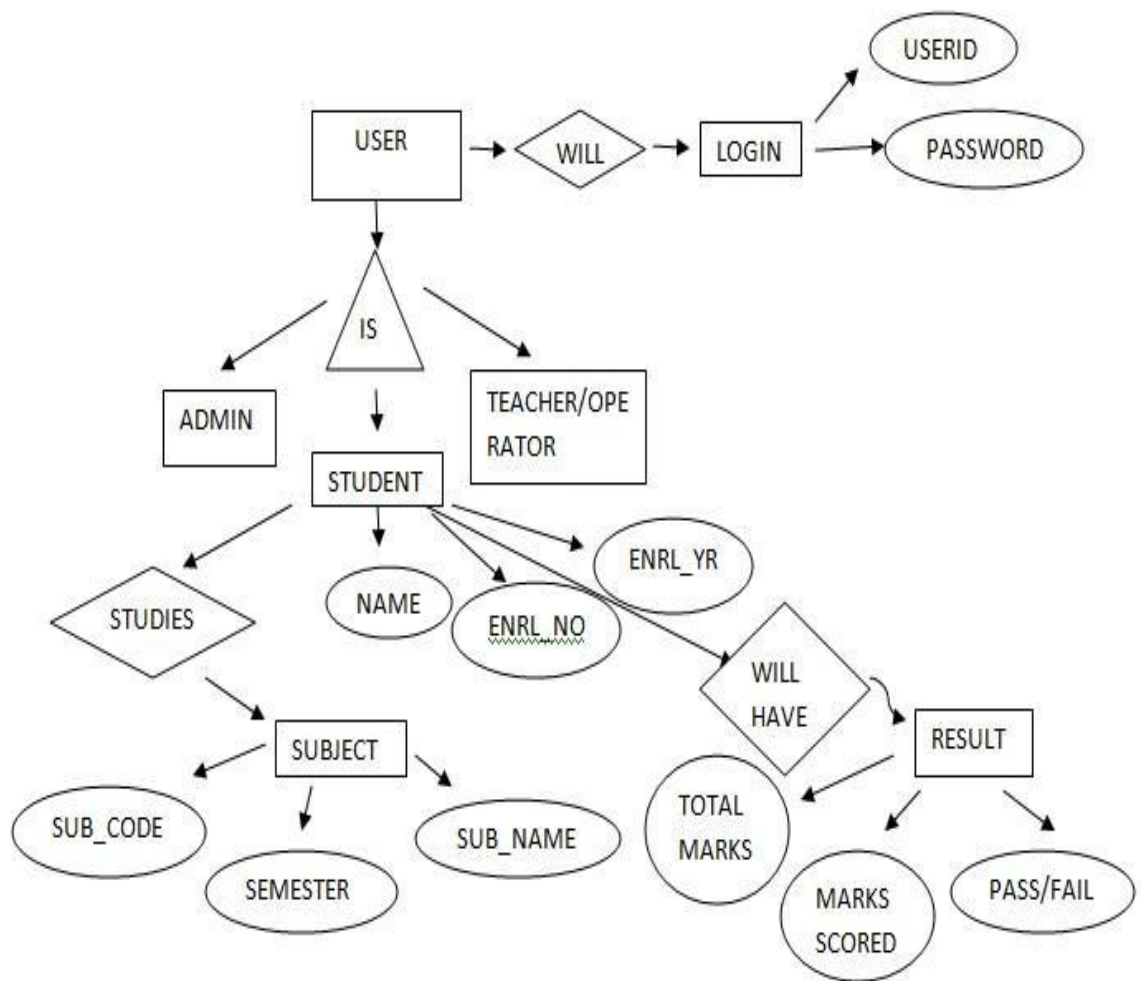 USERID
USER
WILL
LOGIN
PASSWORD
IS
ADMIN
TEACHER/OPE
RATOR
STUDENT
ENRL_YR
NAME
ENRL_NO
STUDIES
WILL
HAVE
SUBJECT
RESULT
SUB_CODE
SEMESTER
SUB_NAME
TOTAL
MARKS
MARKS
SCORED
PASS/FAIL